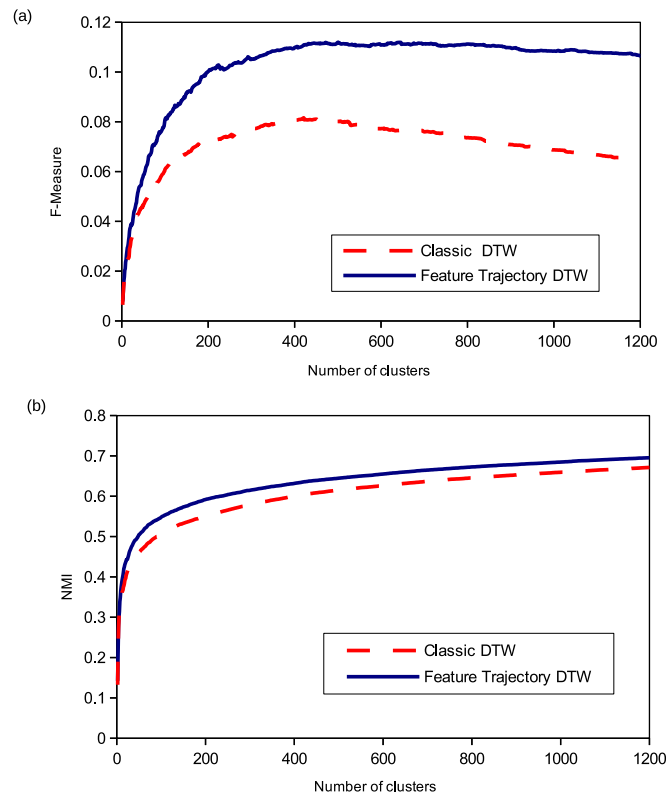 (a)
0.12
0.1
0.08
0.06
0.04
0.02
0
F-Measure
Classic DTW
Feature Trajectory DTW
0 200 400 600 800 1000 1200
Number of clusters
(b)
0.8
0.7
0.6
0.5
0.4
0.3
0.2
0.1
0
NMI
Classic DTW
Feature Trajectory DTW
0 200 400 600 800 1000 1200
Number of clusters